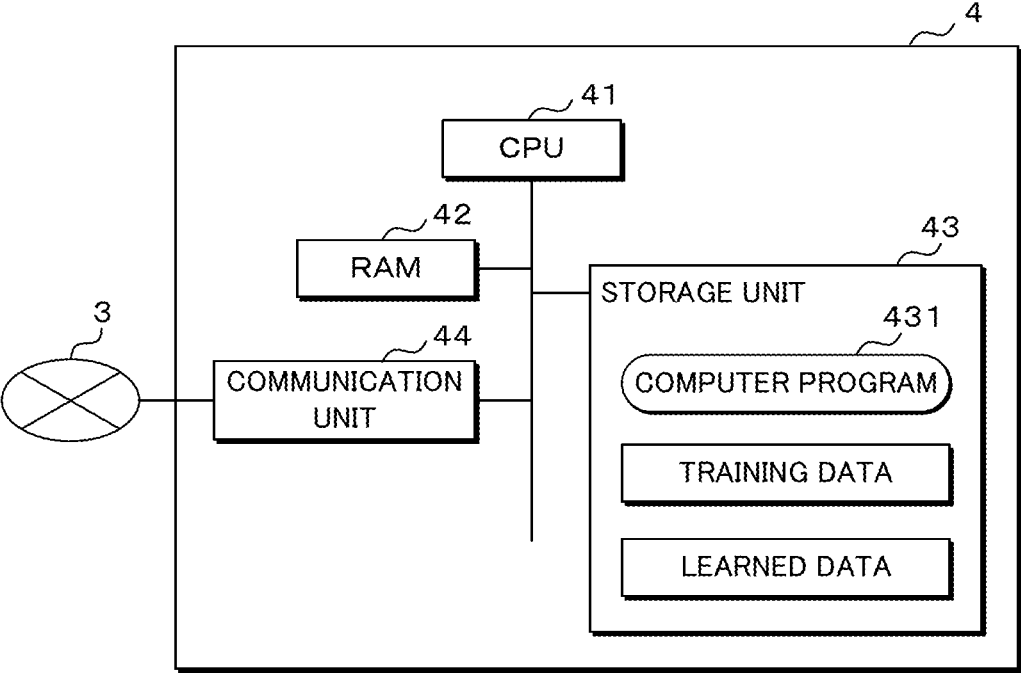 4
41
CPU
42
RAM
43
STORAGE UNIT
3
44
COMMUNICATION
UNIT
431
COMPUTER PROGRAM
TRAINING DATA
LEARNED DATA